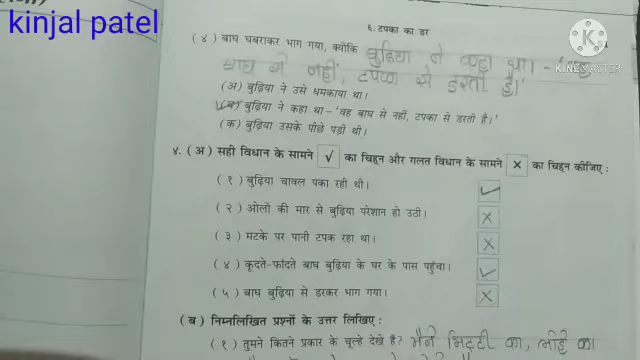 kinjal patel
६. टपका का डर
KINEMASTER
(४) बाघ घबराकर भाग गया, क्योंकि बुढ़िया ने कहा था - 'वह
बाघ से नहीं, टपका से डरती है।'
(अ) बुढ़िया ने उसे धमकाया था।
(ब) बुढ़िया ने कहा था - 'वह बाघ से नहीं, टपका से डरती है।'
(क) बुढ़िया उसके पीछे पड़ी थी।
४. (अ) सही विधान के सामने √ का चिह्न और गलत विधान के सामने × का चिह्न कीजिए :
(१) बुढ़िया चावल पका रही थी। ✓
(२) ओलों की मार से बुढ़िया परेशान हो उठी। ×
(३) मटके पर पानी टपक रहा था। ×
(४) कूदते-फाँदते बाघ बुढ़िया के घर के पास पहुँचा। ✓
(५) बाघ बुढ़िया से डरकर भाग गया। ×
(ब) निम्नलिखित प्रश्नों के उत्तर लिखिए :
(१) तुमने कितने प्रकार के चूल्हे देखे हैं? मैंने मिट्टी का, लोहे का